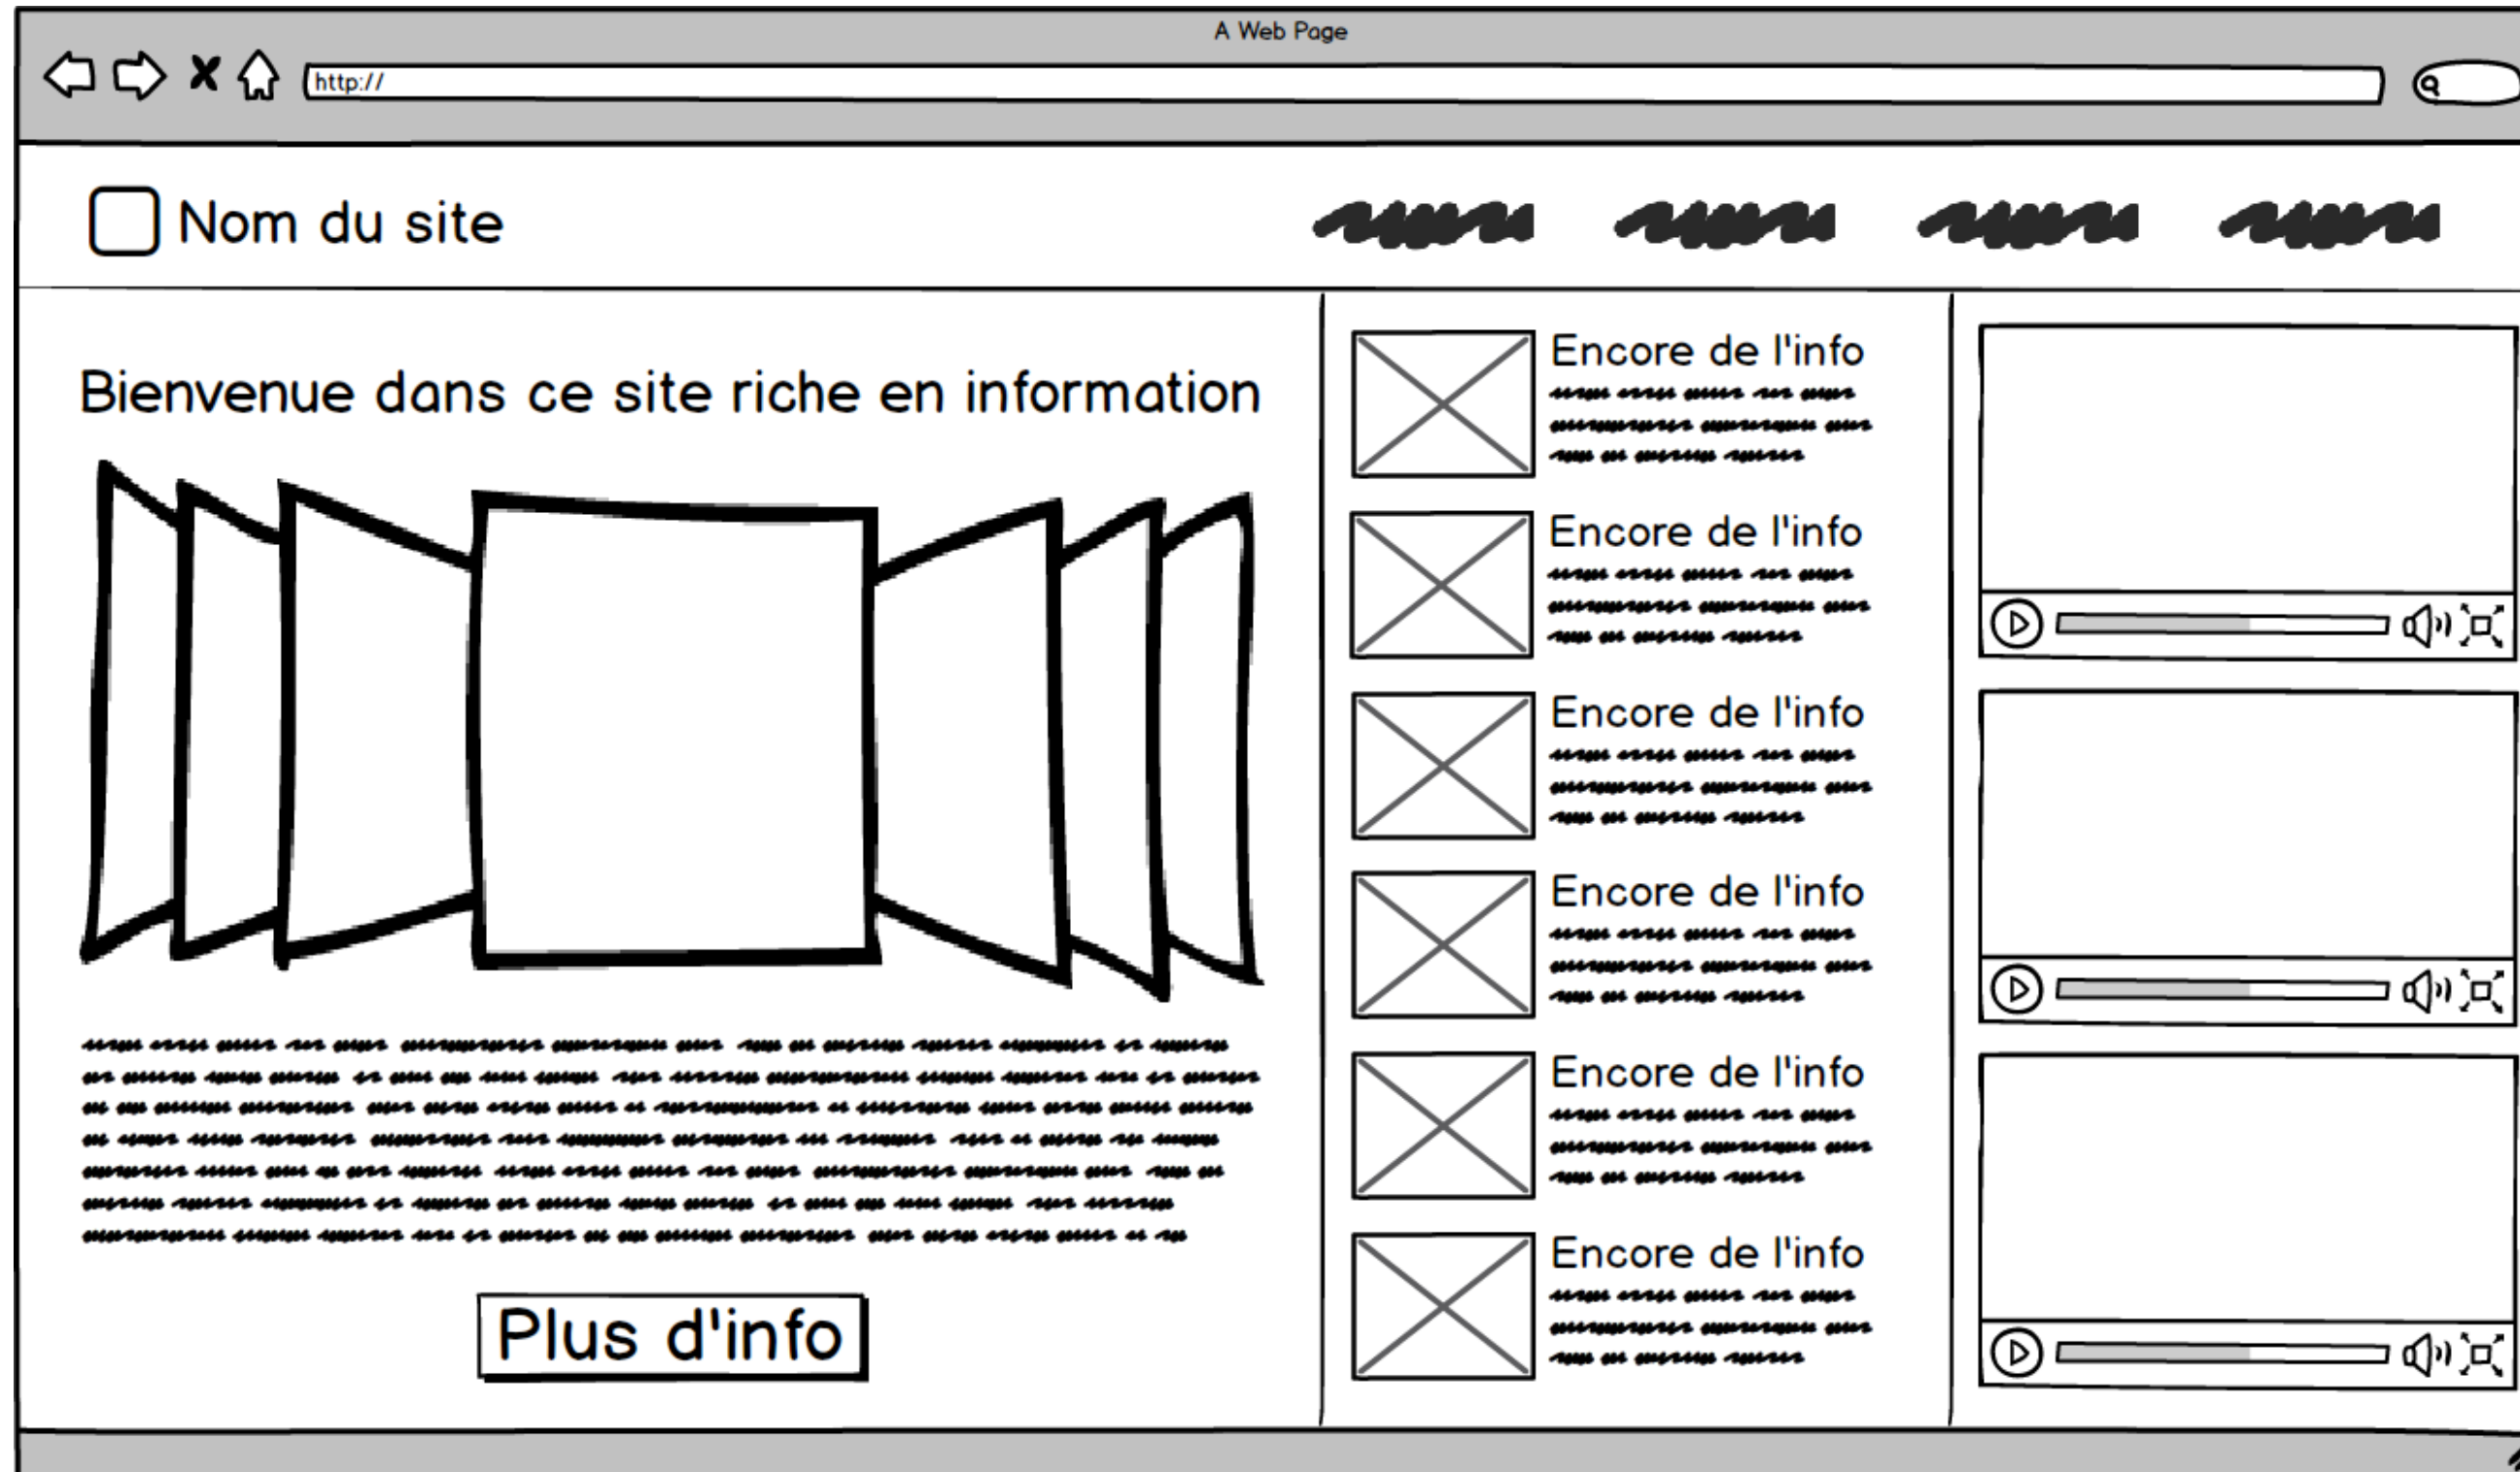 A Web Page
http://
Nom du site
Bienvenue dans ce site riche en information
Plus d'info
Encore de l'info
Encore de l'info
Encore de l'info
Encore de l'info
Encore de l'info
Encore de l'info